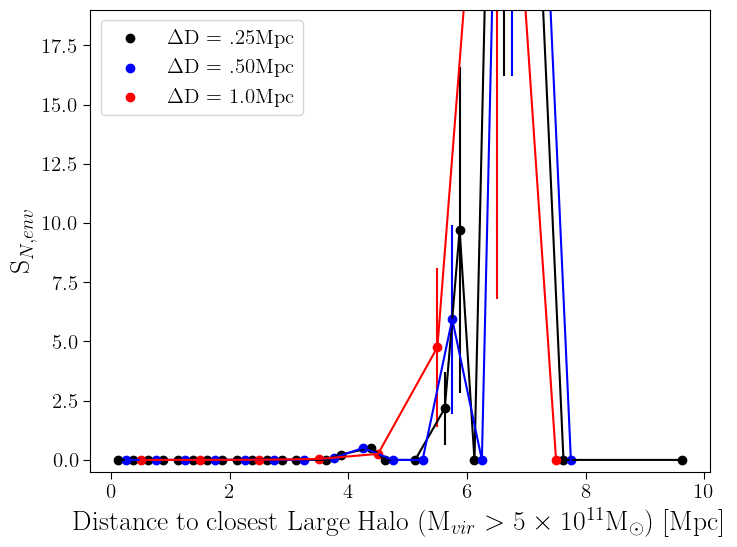 17.5
15.0
12.5
10.0
7.5
5.0
2.5
0.0
S_{N,env}
ΔD = .25Mpc
ΔD = .50Mpc
ΔD = 1.0Mpc
0 2 4 6 8 10
Distance to closest Large Halo (M_{vir} > 5 × 10^{11}M_⊙) [Mpc]